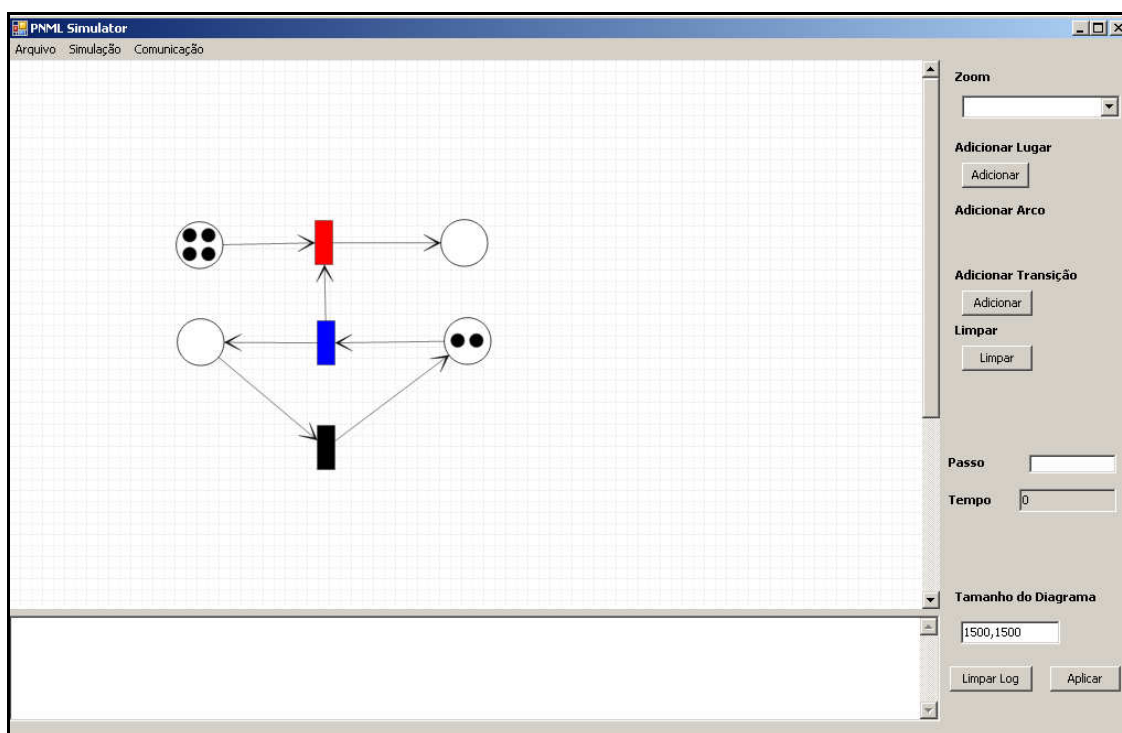 PNML Simulator
Arquivo Simulação Comunicação
Zoom
Adicionar Lugar
Adicionar
Adicionar Arco
Adicionar Transição
Adicionar
Limpar
Limpar
Passo
Tempo 0
Tamanho do Diagrama
1500,1500
Limpar Log Aplicar